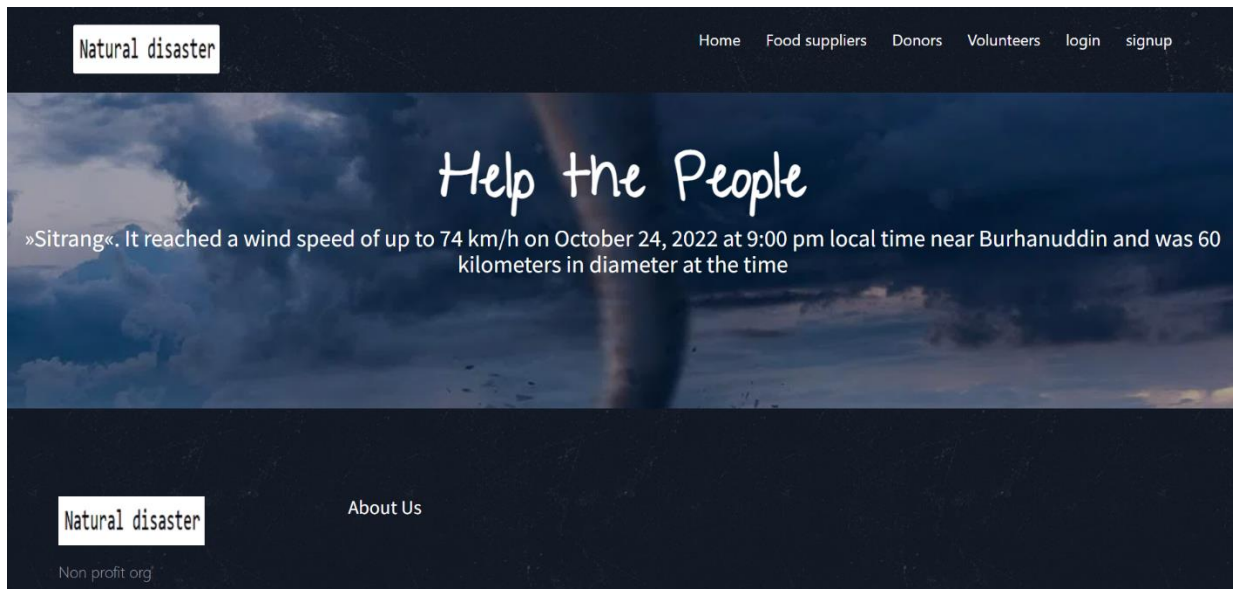 Natural disaster
Home Food suppliers Donors Volunteers login signup
Help the People
»Sitrang«. It reached a wind speed of up to 74 km/h on October 24, 2022 at 9:00 pm local time near Burhanuddin and was 60
kilometers in diameter at the time
Natural disaster
About Us
Non profit org